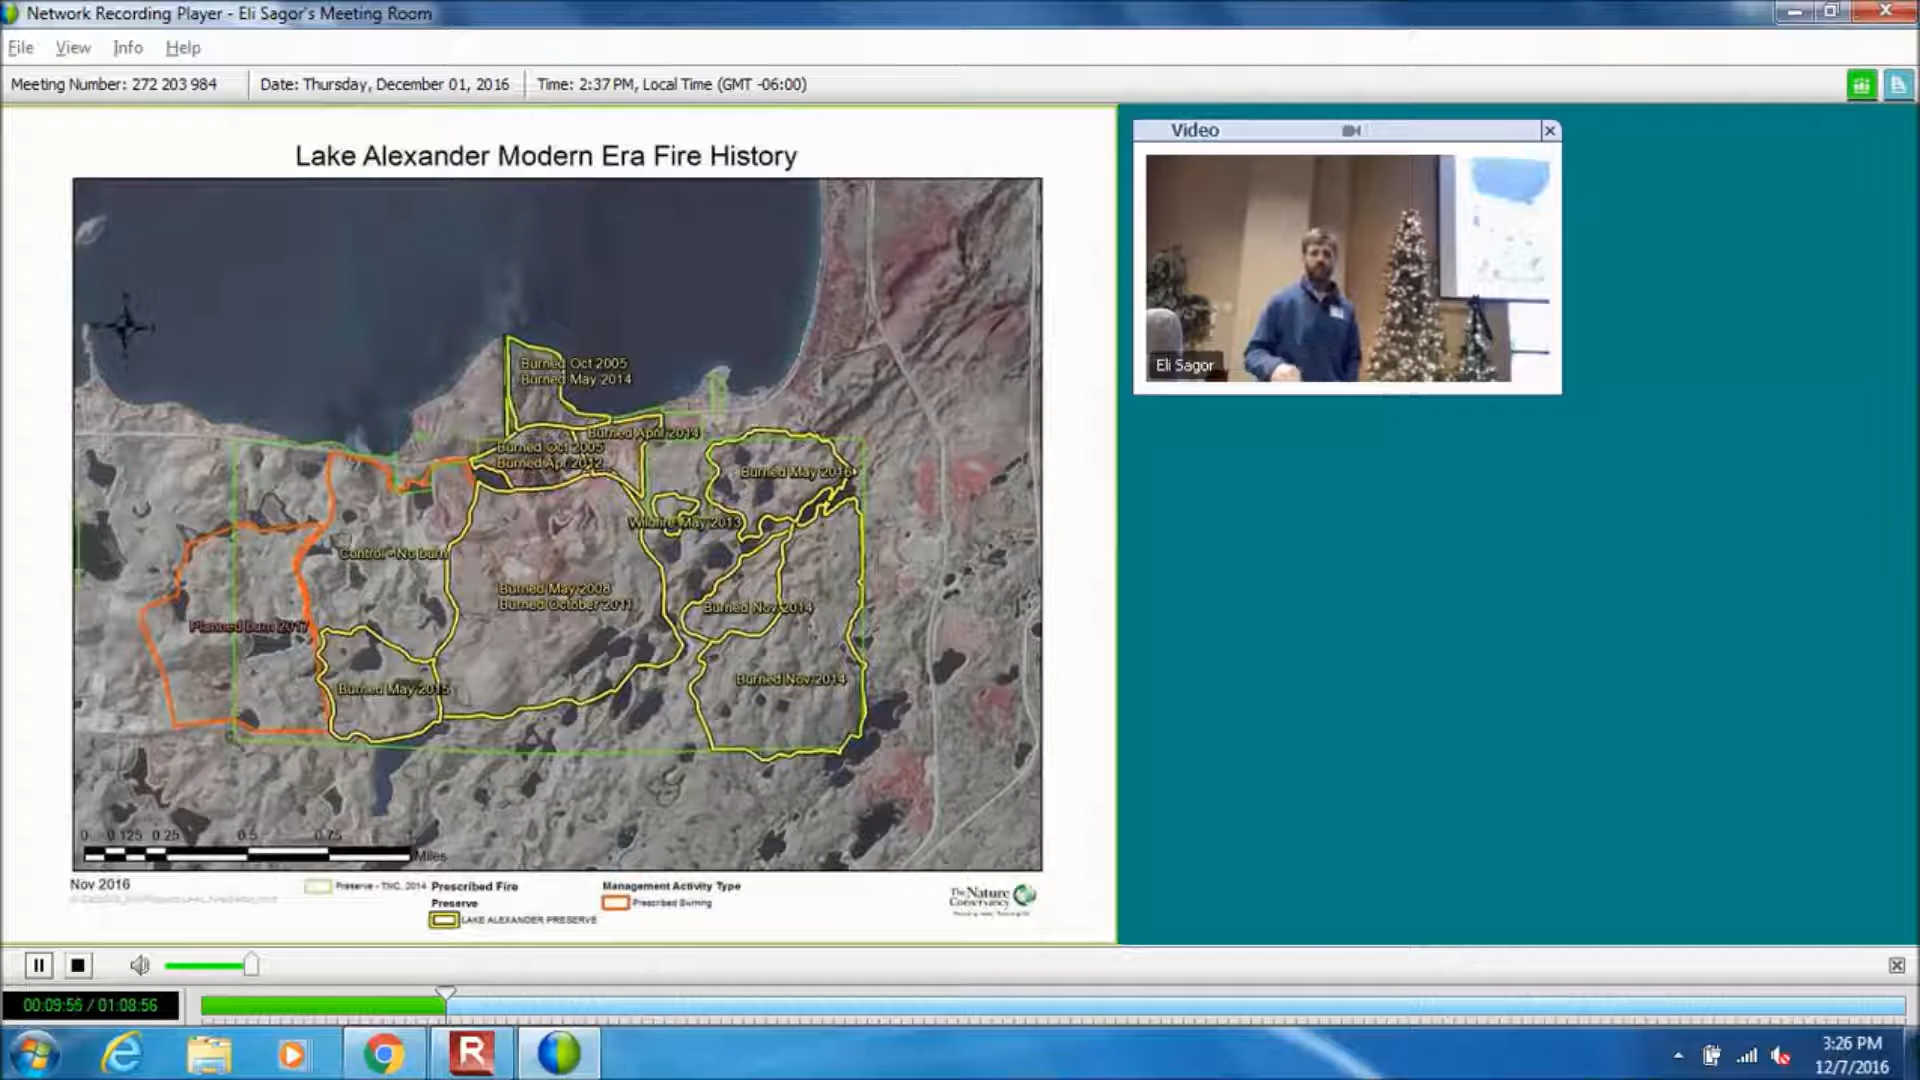 Network Recording Player - Eli Sagor's Meeting Room
File View Info Help
Meeting Number: 272 203 984
Date: Thursday, December 01, 2016
Time: 2:37 PM, Local Time (GMT -06:00)
Lake Alexander Modern Era Fire History
Burned Oct 2005
Burned May 2014
Burned April 2014
Burned Oct 2005
Burned Apr 2012
Burned May 2016
Wildfire May 2013
Control - No burn
Burned May 2008
Burned October 2011
Burned Nov 2014
Planned burn 2017
Burned May 2015
Burned Nov 2014
0 0.125 0.25 0.5 0.75 1
Miles
Nov 2016
Preserve - TNC, 2014
Prescribed Fire
Preserve
LAKE ALEXANDER PRESERVE
Management Activity Type
Prescribed Burning
The Nature
Conservancy
Video
Eli Sagor
00:09:55 / 01:08:56
R
3:26 PM
12/7/2016